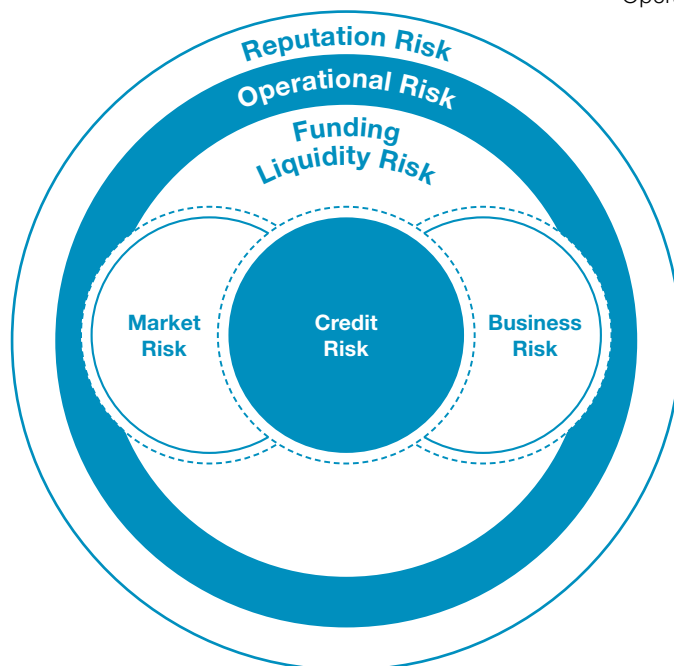 Reputation Risk
Operational Risk
Funding
Liquidity Risk
Market
Risk
Credit
Risk
Business
Risk